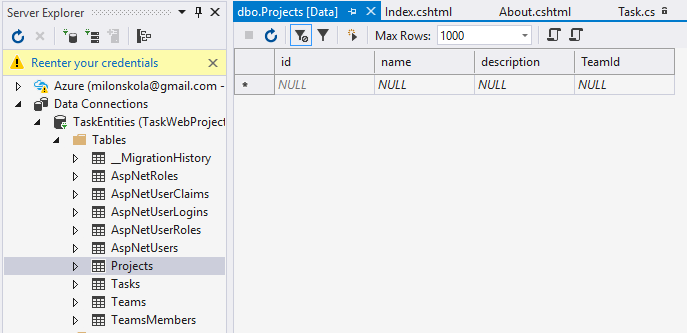 Server Explorer
Reenter your credentials
Azure (milonskola@gmail.com -
Data Connections
TaskEntities (TaskWebProject
Tables
__MigrationHistory
AspNetRoles
AspNetUserClaims
AspNetUserLogins
AspNetUserRoles
AspNetUsers
Projects
Tasks
Teams
TeamsMembers
dbo.Projects [Data] Index.cshtml About.cshtml Task.cs
Max Rows: 1000
id name description TeamId
NULL NULL NULL NULL